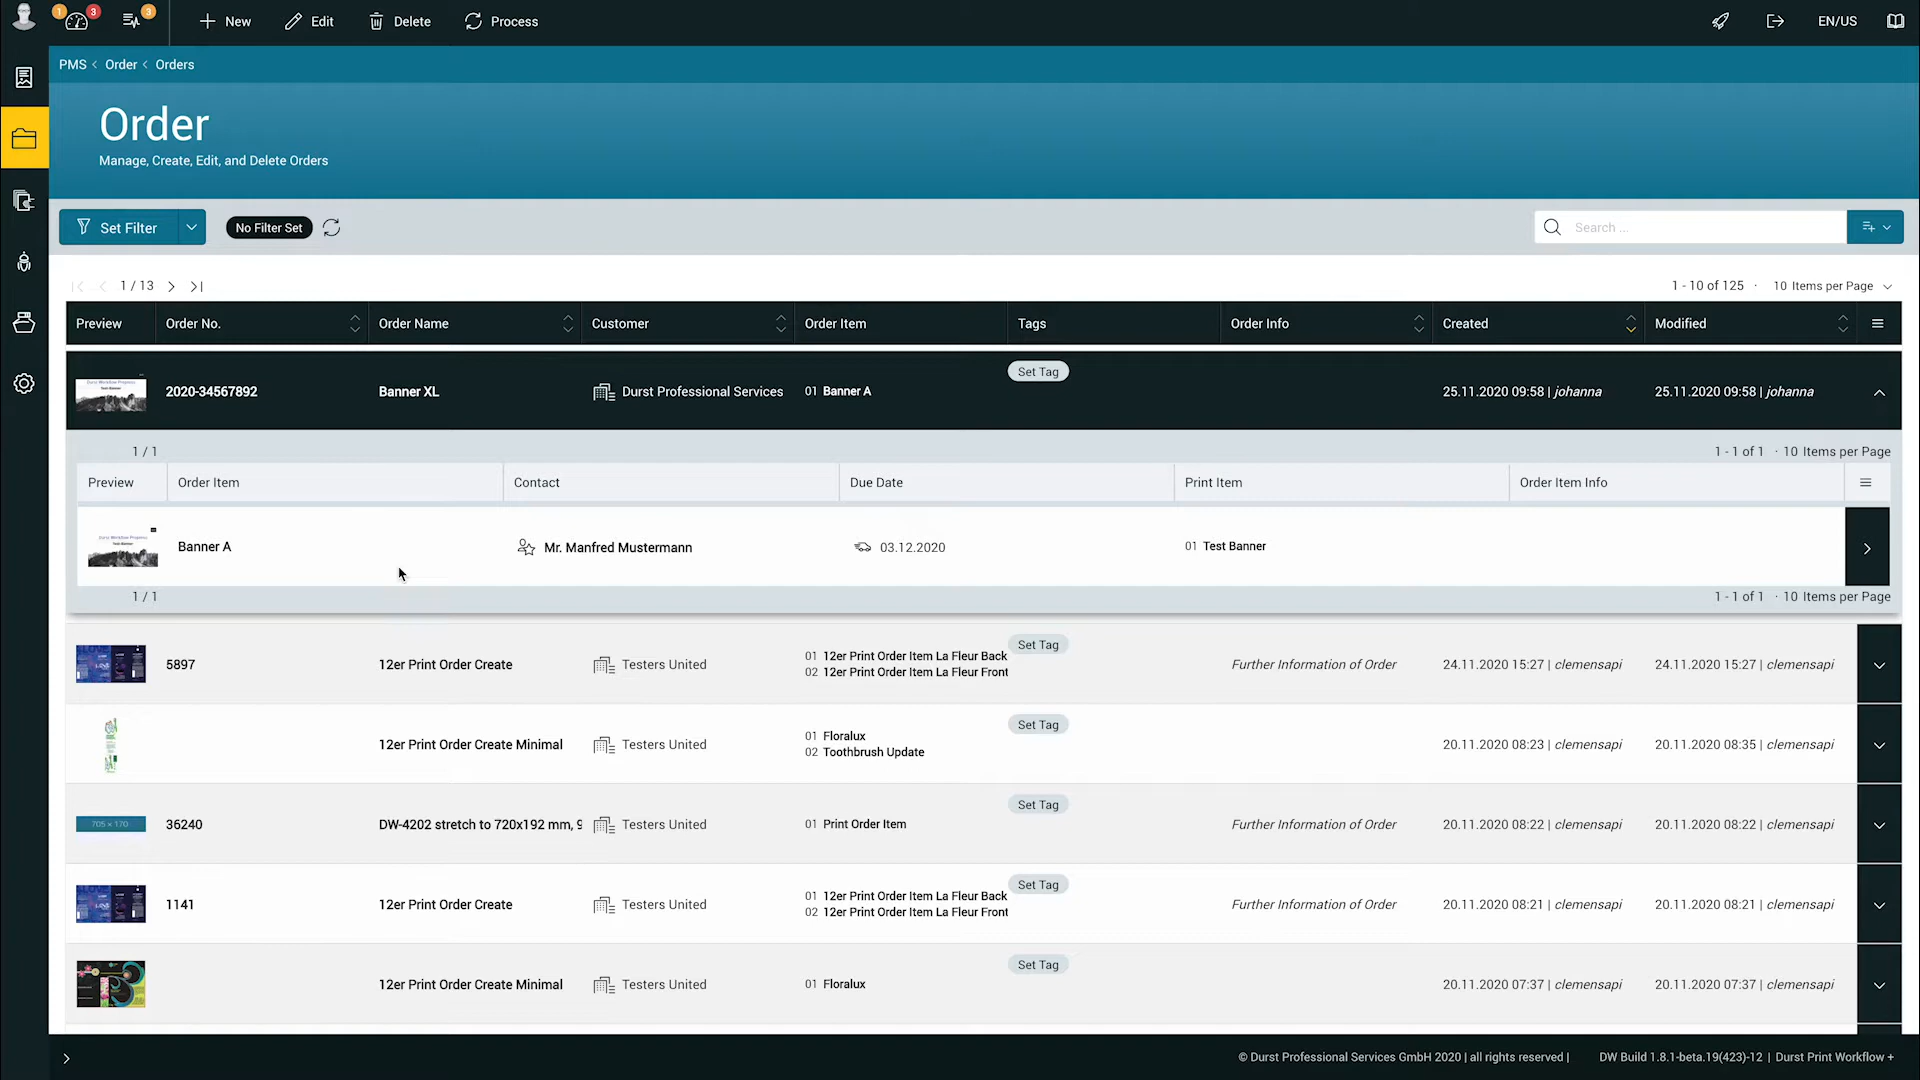 1 3 3 New Edit Delete Process EN/US
PMS < Order < Orders
Order
Manage, Create, Edit, and Delete Orders
Set Filter No Filter Set Search ...
1 / 13 1 - 10 of 125 · 10 Items per Page
Preview Order No. Order Name Customer Order Item Tags Order Info Created Modified
Set Tag
2020-34567892 Banner XL Durst Professional Services 01 Banner A 25.11.2020 09:58 | johanna 25.11.2020 09:58 | johanna
1 / 1 1 - 1 of 1 · 10 Items per Page
Preview Order Item Contact Due Date Print Item Order Item Info
Banner A Mr. Manfred Mustermann 03.12.2020 01 Test Banner
1 / 1 1 - 1 of 1 · 10 Items per Page
Set Tag
5897 12er Print Order Create Testers United 01 12er Print Order Item La Fleur Back Further Information of Order 24.11.2020 15:27 | clemensapi 24.11.2020 15:27 | clemensapi
02 12er Print Order Item La Fleur Front
Set Tag
12er Print Order Create Minimal Testers United 01 Floralux 20.11.2020 08:23 | clemensapi 20.11.2020 08:35 | clemensapi
02 Toothbrush Update
Set Tag
705 x 170 36240 DW-4202 stretch to 720x192 mm, 9 Testers United 01 Print Order Item Further Information of Order 20.11.2020 08:22 | clemensapi 20.11.2020 08:22 | clemensapi
Set Tag
1141 12er Print Order Create Testers United 01 12er Print Order Item La Fleur Back Further Information of Order 20.11.2020 08:21 | clemensapi 20.11.2020 08:21 | clemensapi
02 12er Print Order Item La Fleur Front
Set Tag
12er Print Order Create Minimal Testers United 01 Floralux 20.11.2020 07:37 | clemensapi 20.11.2020 07:37 | clemensapi
© Durst Professional Services GmbH 2020 | all rights reserved | DW Build 1.8.1-beta.19(423)-12 | Durst Print Workflow +